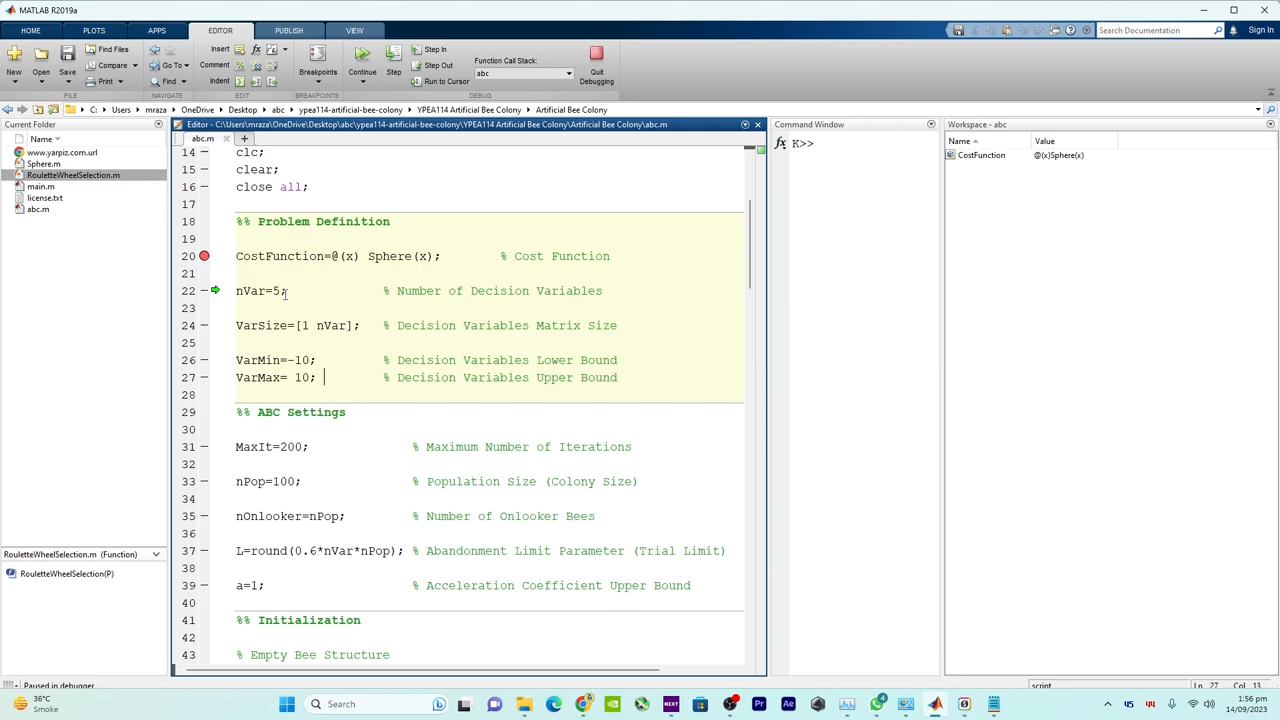 MATLAB R2019a
HOME PLOTS APPS EDITOR PUBLISH VIEW
Search Documentation
Sign In
New Open Save Find Files Compare Print
Go To Find
Insert Comment Indent
Breakpoints
Continue Step Step In Step Out Run to Cursor
Function Call Stack:
abc
Quit Debugging
FILE NAVIGATE EDIT BREAKPOINTS DEBUG
C: Users mraza OneDrive Desktop abc ypea114-artificial-bee-colony YPEA114 Artificial Bee Colony Artificial Bee Colony
Current Folder
Name
www.yarpiz.com.url
Sphere.m
RouletteWheelSelection.m
main.m
license.txt
abc.m
RouletteWheelSelection.m (Function)
RouletteWheelSelection(P)
Editor - C:\Users\mraza\OneDrive\Desktop\abc\ypea114-artificial-bee-colony\YPEA114 Artificial Bee Colony\Artificial Bee Colony\abc.m
abc.m
14 clc;
15 clear;
16 close all;
17
18 %% Problem Definition
19
20 CostFunction=@(x) Sphere(x); % Cost Function
21
22 nVar=5; % Number of Decision Variables
23
24 VarSize=[1 nVar]; % Decision Variables Matrix Size
25
26 VarMin=-10; % Decision Variables Lower Bound
27 VarMax= 10; % Decision Variables Upper Bound
28
29 %% ABC Settings
30
31 MaxIt=200; % Maximum Number of Iterations
32
33 nPop=100; % Population Size (Colony Size)
34
35 nOnlooker=nPop; % Number of Onlooker Bees
36
37 L=round(0.6*nVar*nPop); % Abandonment Limit Parameter (Trial Limit)
38
39 a=1; % Acceleration Coefficient Upper Bound
40
41 %% Initialization
42
43 % Empty Bee Structure
Command Window
fx K>>
Workspace - abc
Name Value
CostFunction @(x)Sphere(x)
Paused in debugger
script Ln 27 Col 13
36°C
Smoke
Search
1:56 pm
14/09/2023